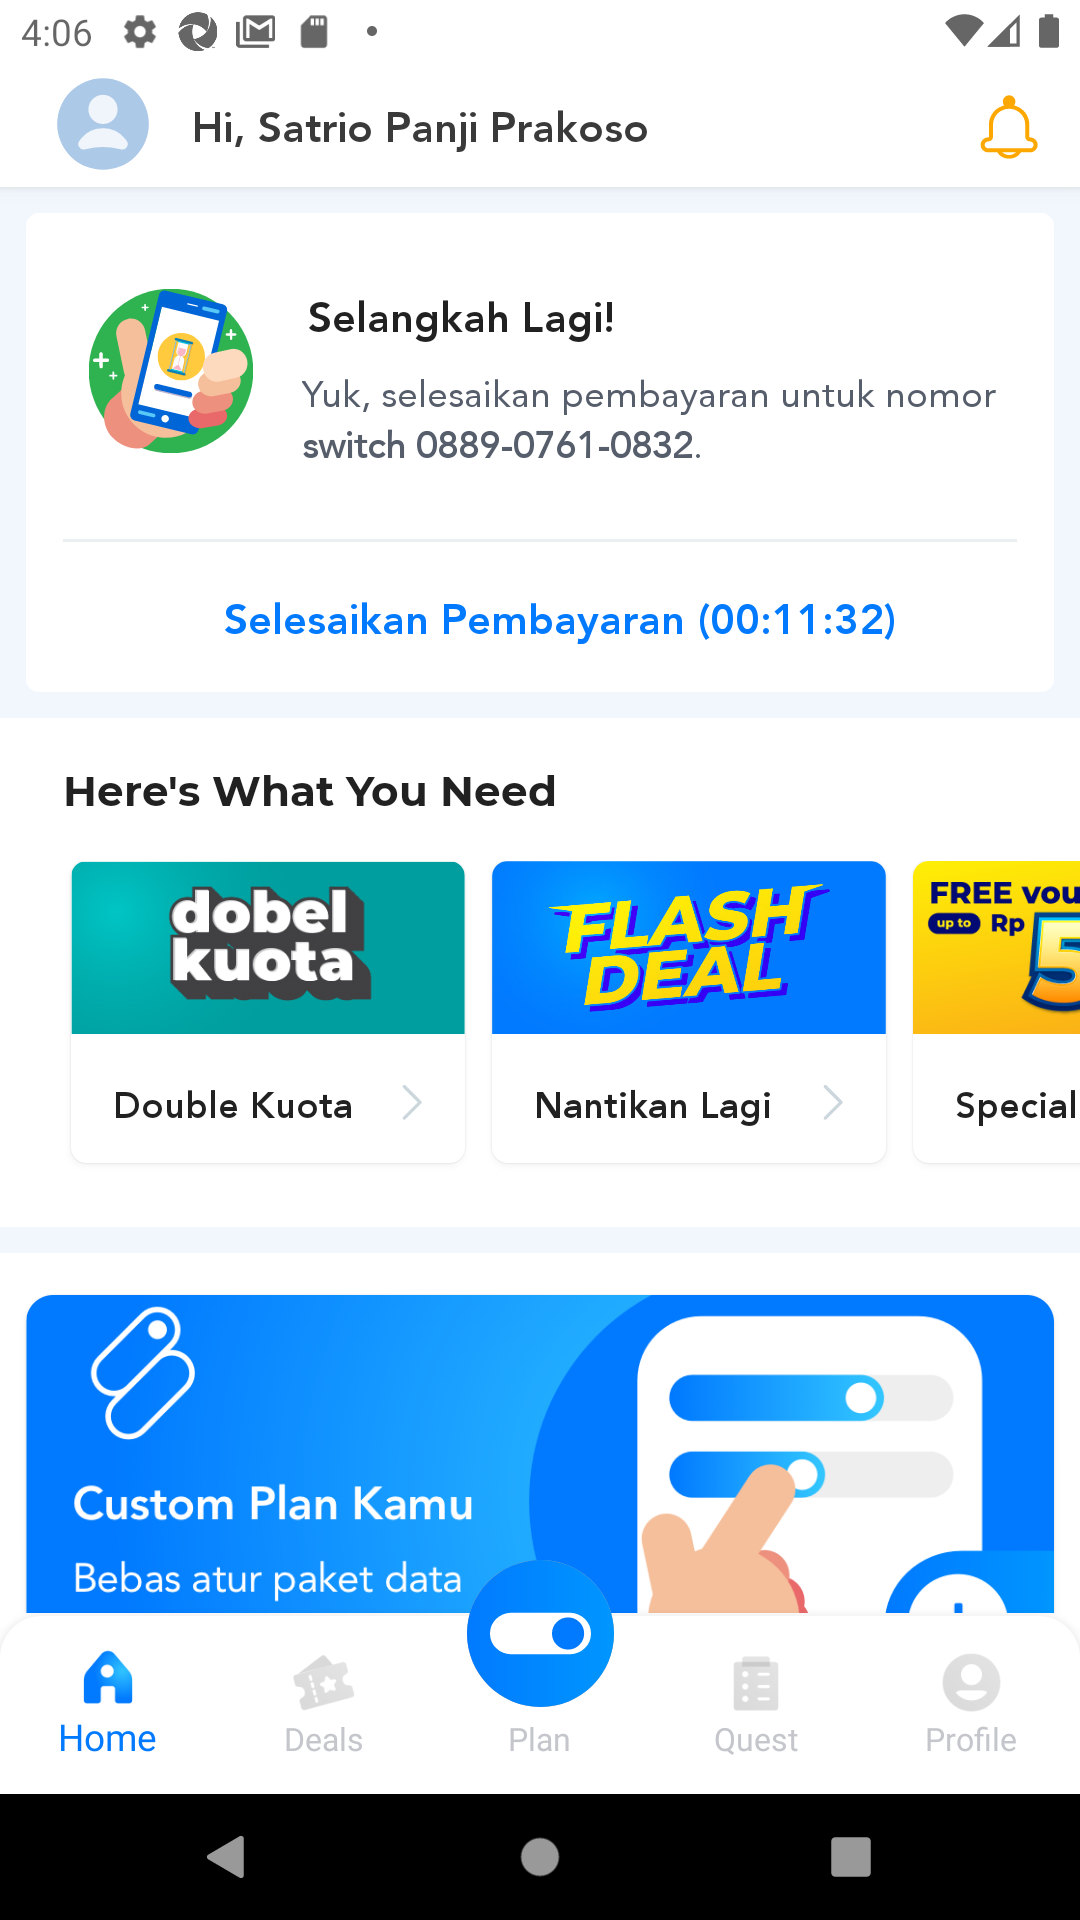 4:06
Hi, Satrio Panji Prakoso
Selangkah Lagi!
Yuk, selesaikan pembayaran untuk nomor
switch 0889-0761-0832.
Selesaikan Pembayaran (00:11:32)
Here's What You Need
dobel
kuota
FLASH
DEAL
FREE vou
up to Rp
5
Double Kuota
Nantikan Lagi
Special
Custom Plan Kamu
Bebas atur paket data
Home
Deals
Plan
Quest
Profile